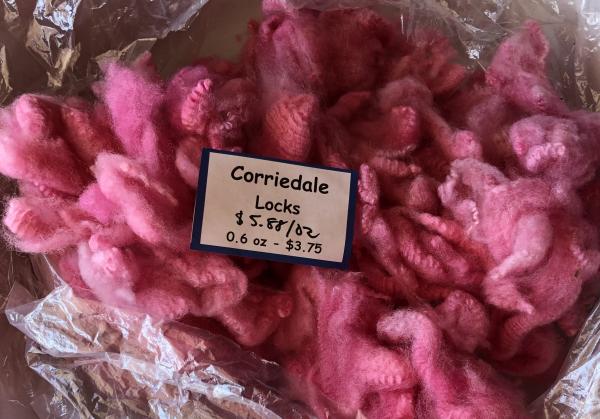 Corriedale
Locks
$5.88/oz
0.6 oz - $3.75